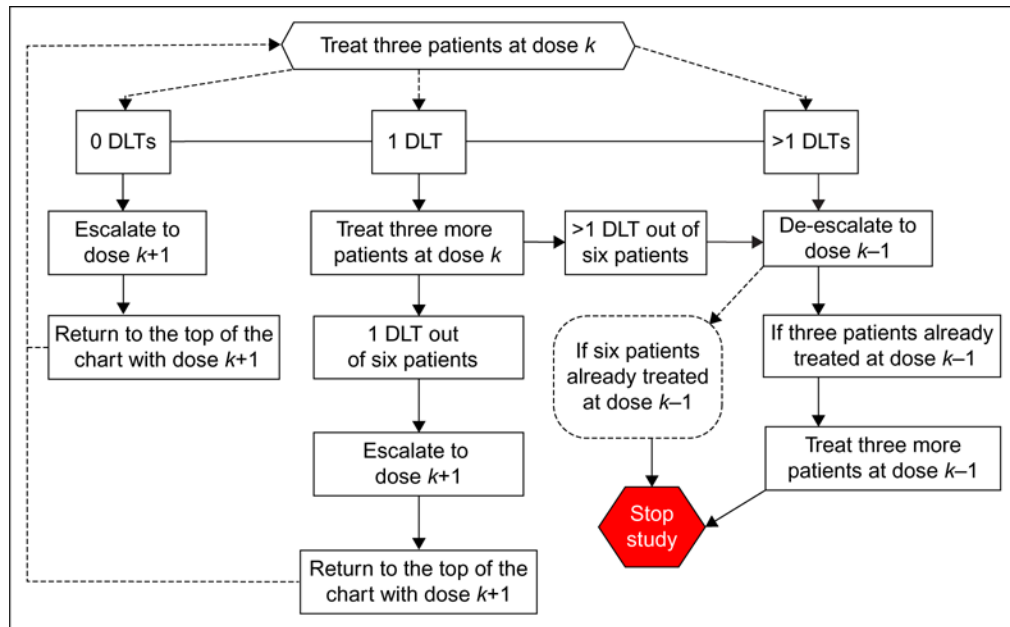 Treat three patients at dose k
0 DLTs
1 DLT
>1 DLTs
Escalate to
dose k+1
Treat three more
patients at dose k
>1 DLT out of
six patients
De-escalate to
dose k–1
Return to the top of the
chart with dose k+1
1 DLT out
of six patients
If six patients
already treated
at dose k–1
If three patients already
treated at dose k–1
Escalate to
dose k+1
Treat three more
patients at dose k–1
Stop
study
Return to the top of the
chart with dose k+1